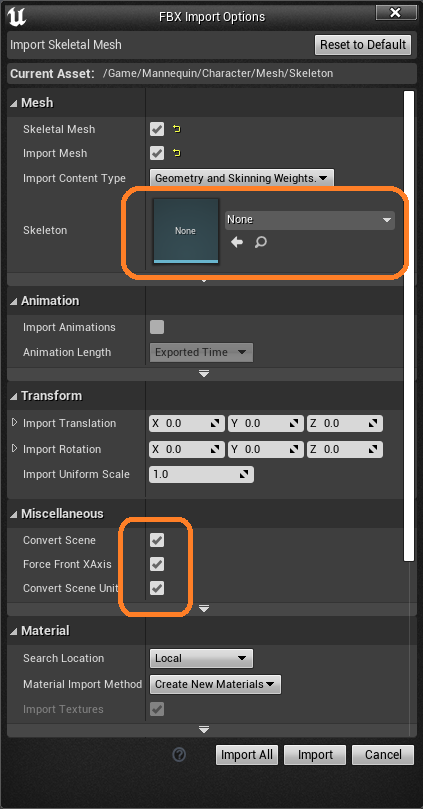 FBX Import Options
Import Skeletal Mesh
Reset to Default
Current Asset: /Game/Mannequin/Character/Mesh/Skeleton
Mesh
Skeletal Mesh
Import Mesh
Import Content Type Geometry and Skinning Weights.
Skeleton None None
Animation
Import Animations
Animation Length Exported Time
Transform
Import Translation X 0.0 Y 0.0 Z 0.0
Import Rotation X 0.0 Y 0.0 Z 0.0
Import Uniform Scale 1.0
Miscellaneous
Convert Scene
Force Front XAxis
Convert Scene Unit
Material
Search Location Local
Material Import Method Create New Materials
Import Textures
? Import All Import Cancel